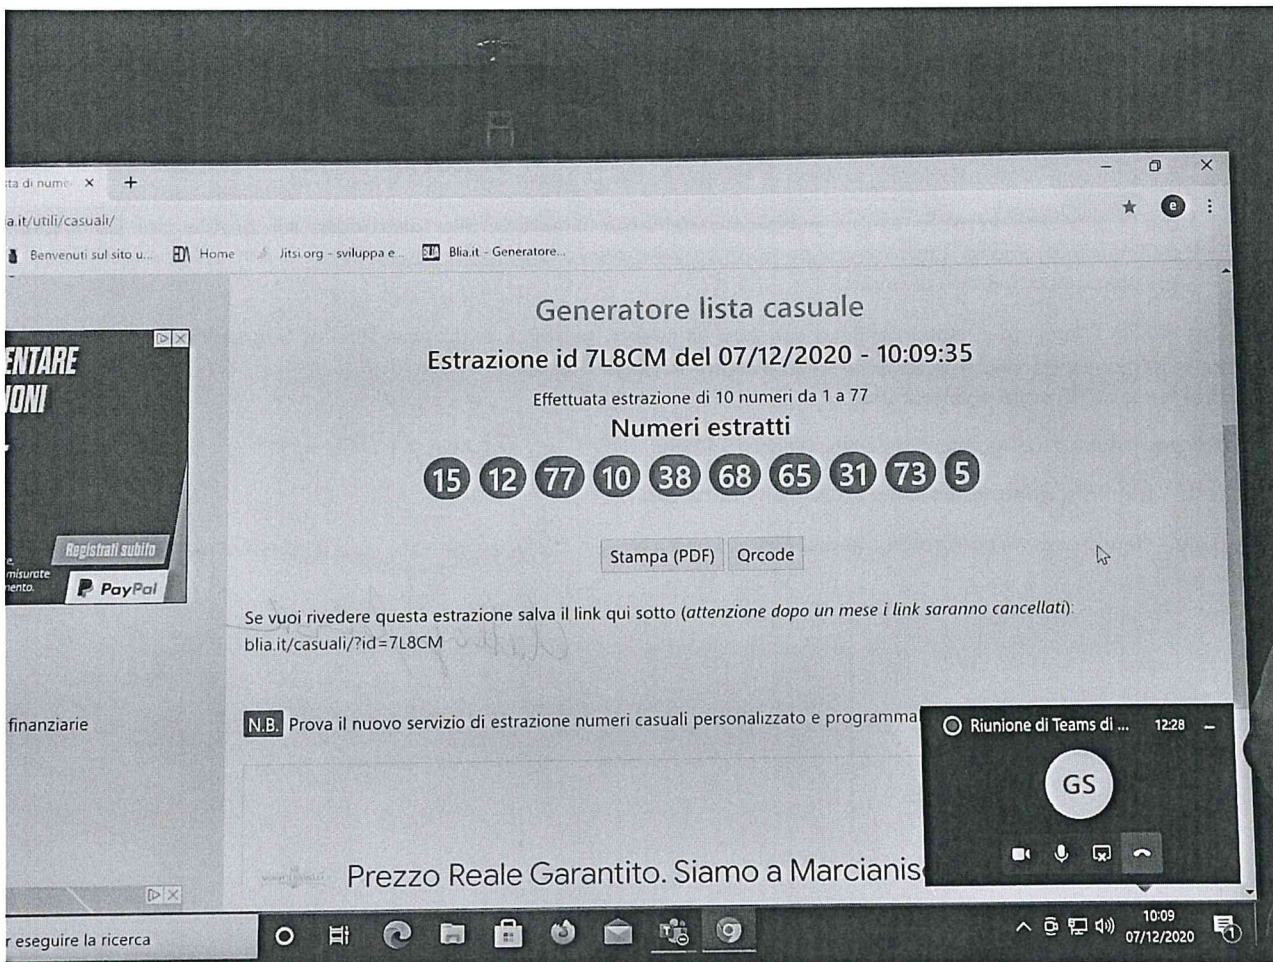 ta di nume
a.it/utili/casuali/
e
Benvenuti sul sito u...
Home
Jitsi.org - sviluppa e...
Blia.it - Generatore...
Generatore lista casuale
Estrazione id 7L8CM del 07/12/2020 - 10:09:35
Effettuata estrazione di 10 numeri da 1 a 77
Numeri estratti
15 12 77 10 38 68 65 31 73 5
Stampa (PDF) Qrcode
ENTARE
IONI
Registrati subito
misurate
mento.
PayPal
Se vuoi rivedere questa estrazione salva il link qui sotto (attenzione dopo un mese i link saranno cancellati):
blia.it/casuali/?id=7L8CM
finanziarie
N.B. Prova il nuovo servizio di estrazione numeri casuali personalizzato e programma
Riunione di Teams di ... 12:28
GS
Prezzo Reale Garantito. Siamo a Marcianis
r eseguire la ricerca
10:09
07/12/2020
1